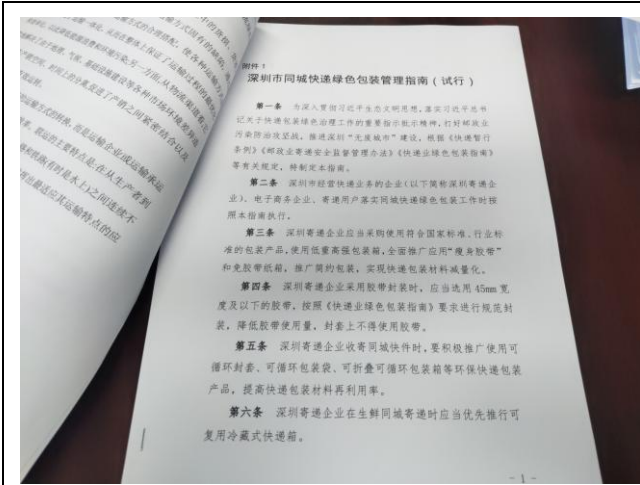 附件1
深圳市同城快递绿色包装管理指南（试行）
第一条 为深入贯彻习近平生态文明思想，落实习近平总书
记关于快递包装绿色治理工作的重要指示批示精神，打好邮政业
污染防治攻坚战，推进深圳“无废城市”建设，根据《快递暂行
条例》《邮政业寄递安全监督管理办法》《快递业绿色包装指南》
等有关规定，特制定本指南。
第二条 深圳市经营快递业务的企业（以下简称深圳寄递企
业）、电子商务企业、寄递用户落实同城快递绿色包装工作时按
照本指南执行。
第三条 深圳寄递企业应当采购使用符合国家标准、行业标
准的包装产品，使用低重高强包装箱，全面推广应用“瘦身胶带”
和免胶带纸箱，推广简约包装，实现快递包装材料减量化。
第四条 深圳寄递企业采用胶带封装时，应当选用45mm宽
度及以下的胶带，按照《快递业绿色包装指南》要求进行规范封
装，降低胶带使用量，封套上不得使用胶带。
第五条 深圳寄递企业收寄同城快件时，要积极推广使用可
循环封套、可循环包装袋、可折叠可循环包装箱等环保快递包装
产品，提高快递包装材料再利用率。
第六条 深圳寄递企业在生鲜同城寄递时应当优先推行可
复用冷藏式快递箱。
- 1 -